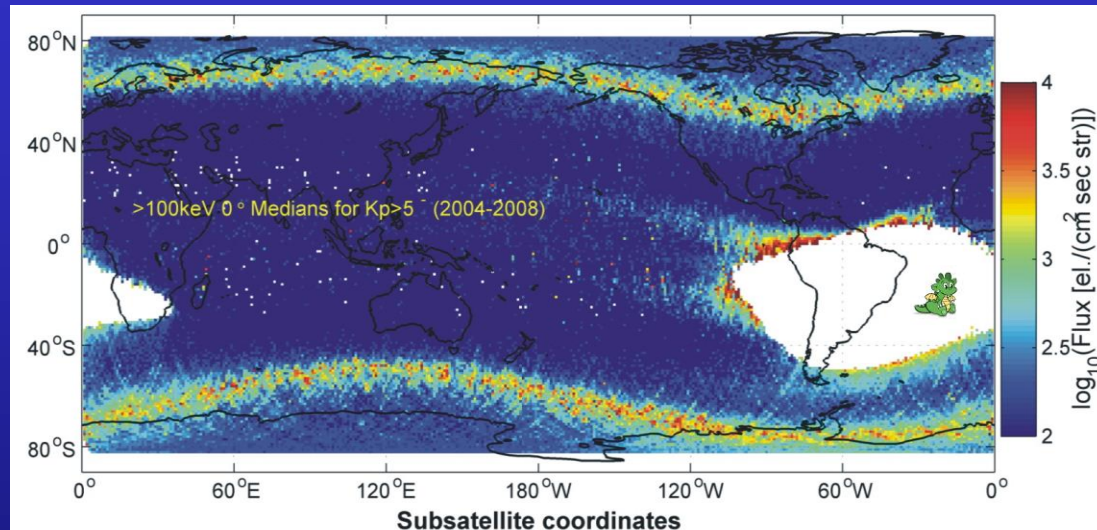 80°N
40°N
0°
40°S
80°S
>100keV 0° Medians for Kp>5⁻ (2004-2008)
0°
60°E
120°E
180°W
120°W
60°W
0°
Subsatellite coordinates
4
3.5
3
2.5
2
log₁₀(Flux [el./(cm² sec str)])